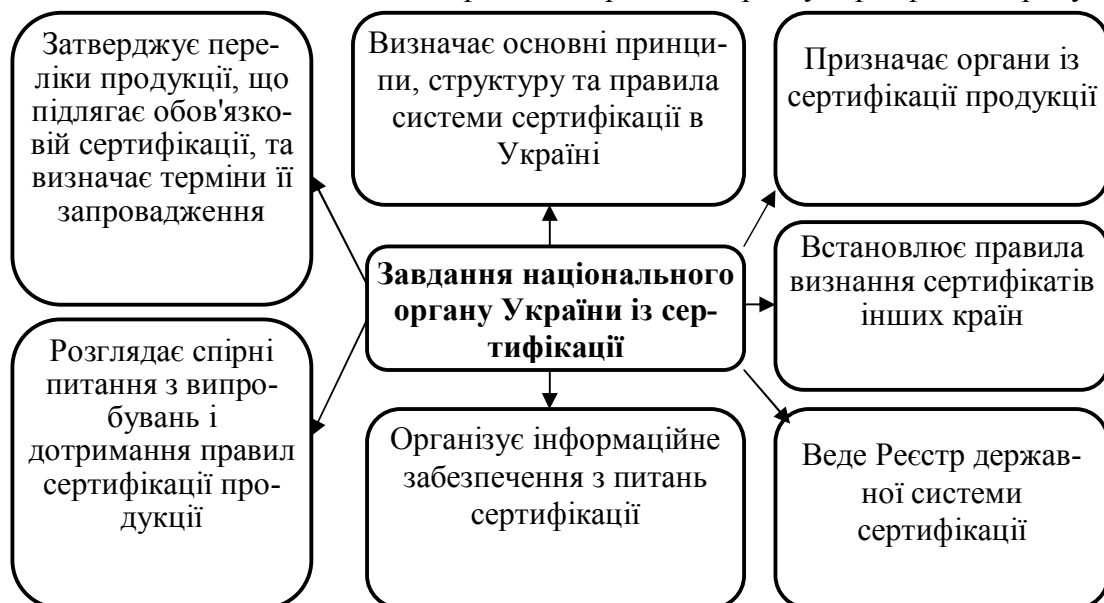 Затверджує пере-
ліки продукції, що
підлягає обов'язко-
вій сертифікації, та
визначає терміни її
запровадження
Визначає основні принци-
пи, структуру та правила
системи сертифікації в
Україні
Призначає органи із
сертифікації продукції
Завдання національного
органу України із сер-
тифікації
Встановлює правила
визнання сертифікатів
інших країн
Розглядає спірні
питання з випро-
бувань і
дотримання правил
сертифікації про-
дукції
Організує інформаційне
забезпечення з питань
сертифікації
Веде Реєстр держав-
ної системи
сертифікації